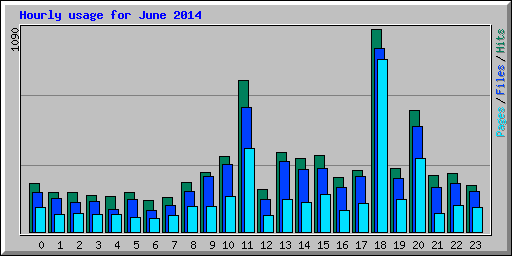 Hourly usage for June 2014
1090
Pages/Files/Hits
0 1 2 3 4 5 6 7 8 9 10 11 12 13 14 15 16 17 18 19 20 21 22 23